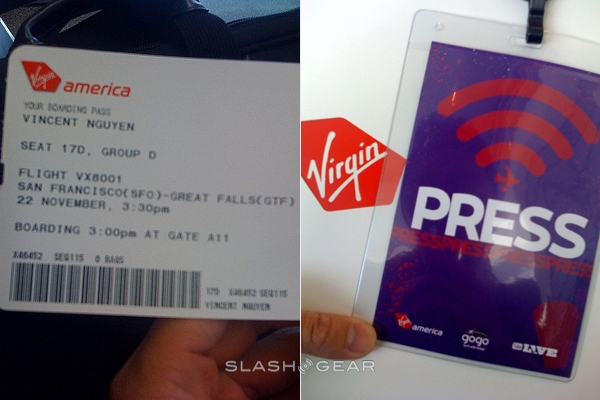 Virgin america
YOUR BOARDING PASS
VINCENT NGUYEN
SEAT 17D, GROUP D
FLIGHT VX8001
SAN FRANCISCO(SFO)-GREAT FALLS(GTF)
22 NOVEMBER, 3:30pm
BOARDING 3:00pm AT GATE A11
X46452 SEQ115 0 BAGS
17D X46452 SEQ115
VINCENT NGUYEN
Virgin
PRESS
america
gogo
LIVE
SLASH GEAR